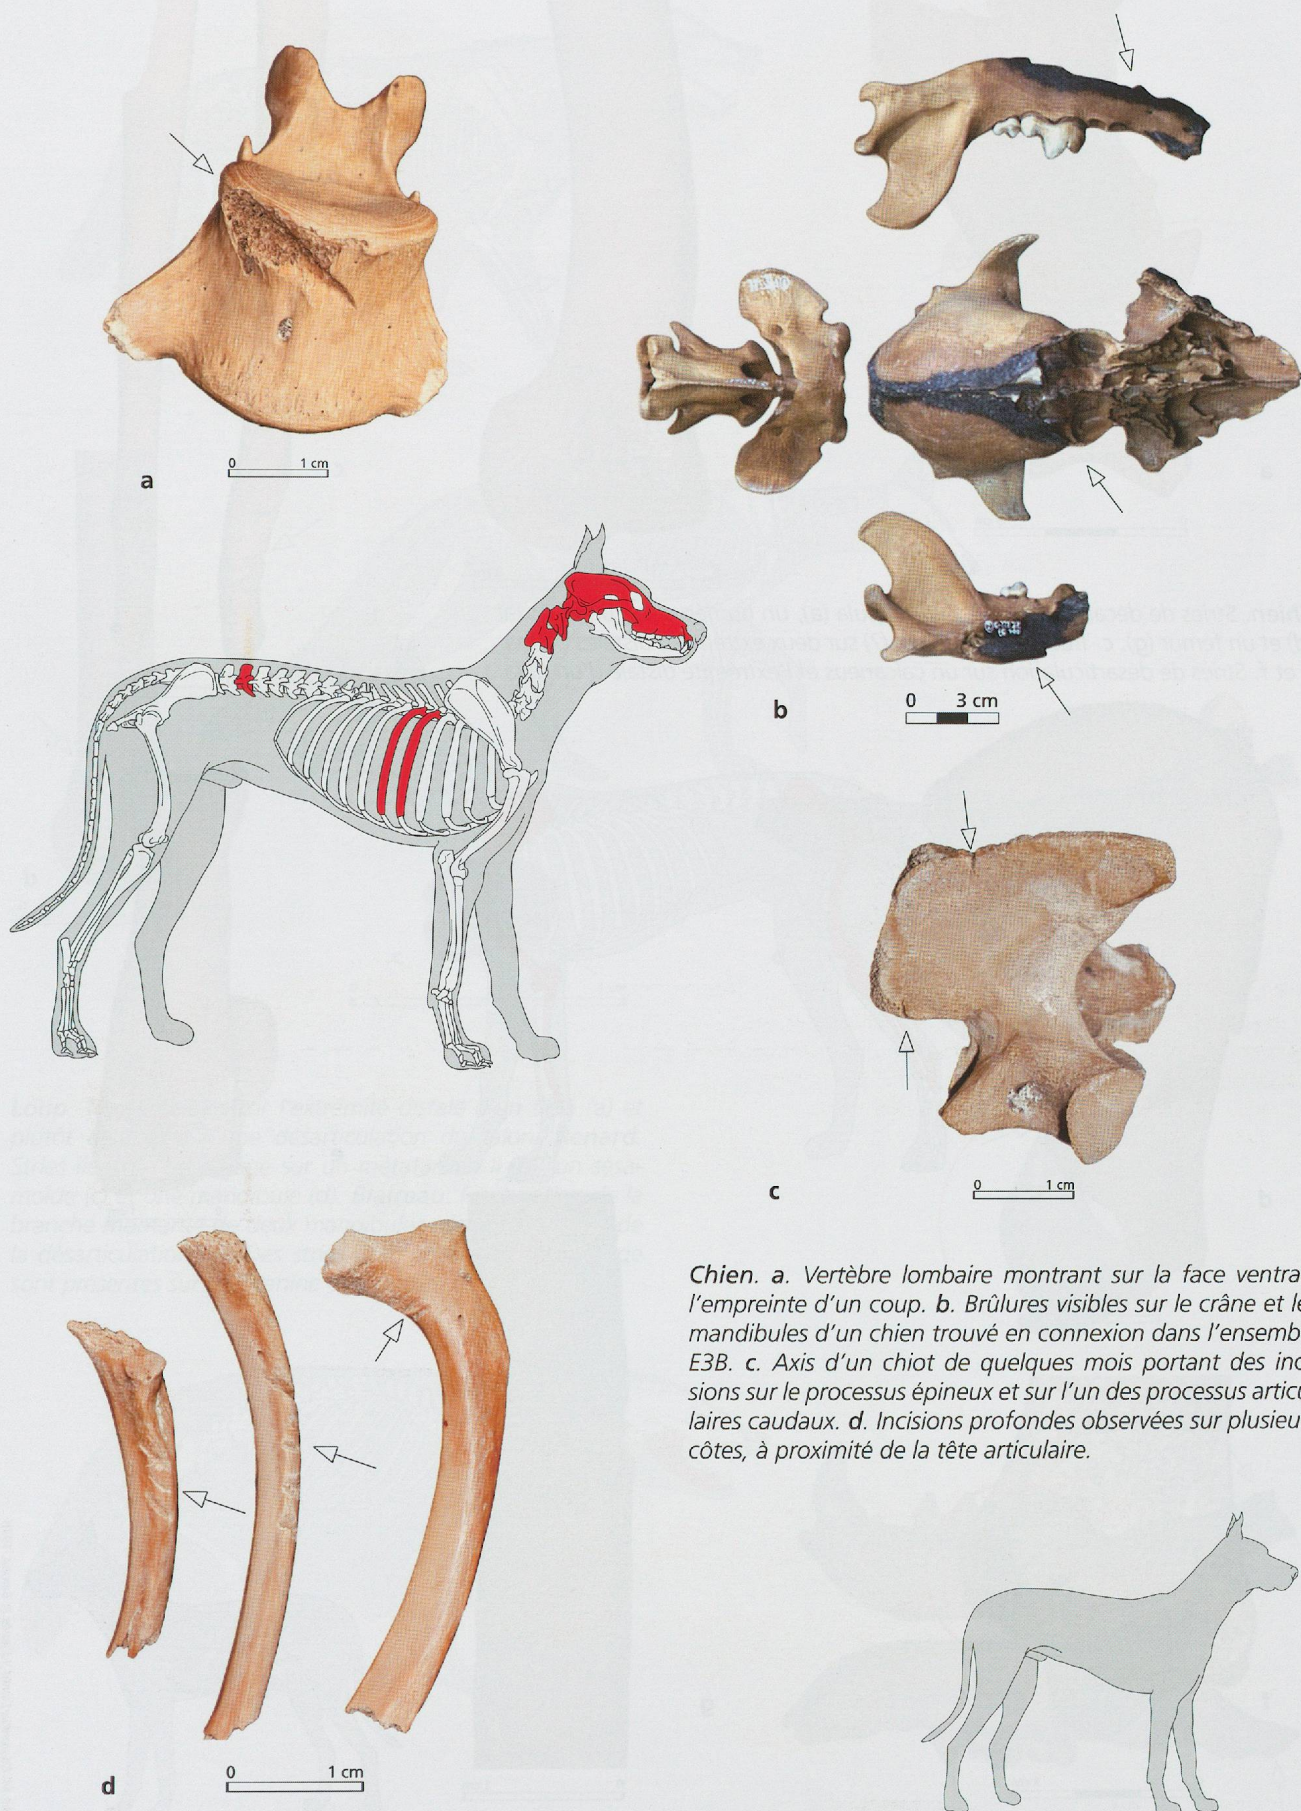 a
0 1 cm
b
0 3 cm
c
0 1 cm
Chien. a. Vertèbre lombaire montrant sur la face ventra
l'empreinte d'un coup. b. Brûlures visibles sur le crâne et le
mandibules d'un chien trouvé en connexion dans l'ensemb
E3B. c. Axis d'un chiot de quelques mois portant des inc
sions sur le processus épineux et sur l'un des processus articu
laires caudaux. d. Incisions profondes observées sur plusieu
côtes, à proximité de la tête articulaire.
d
0 1 cm